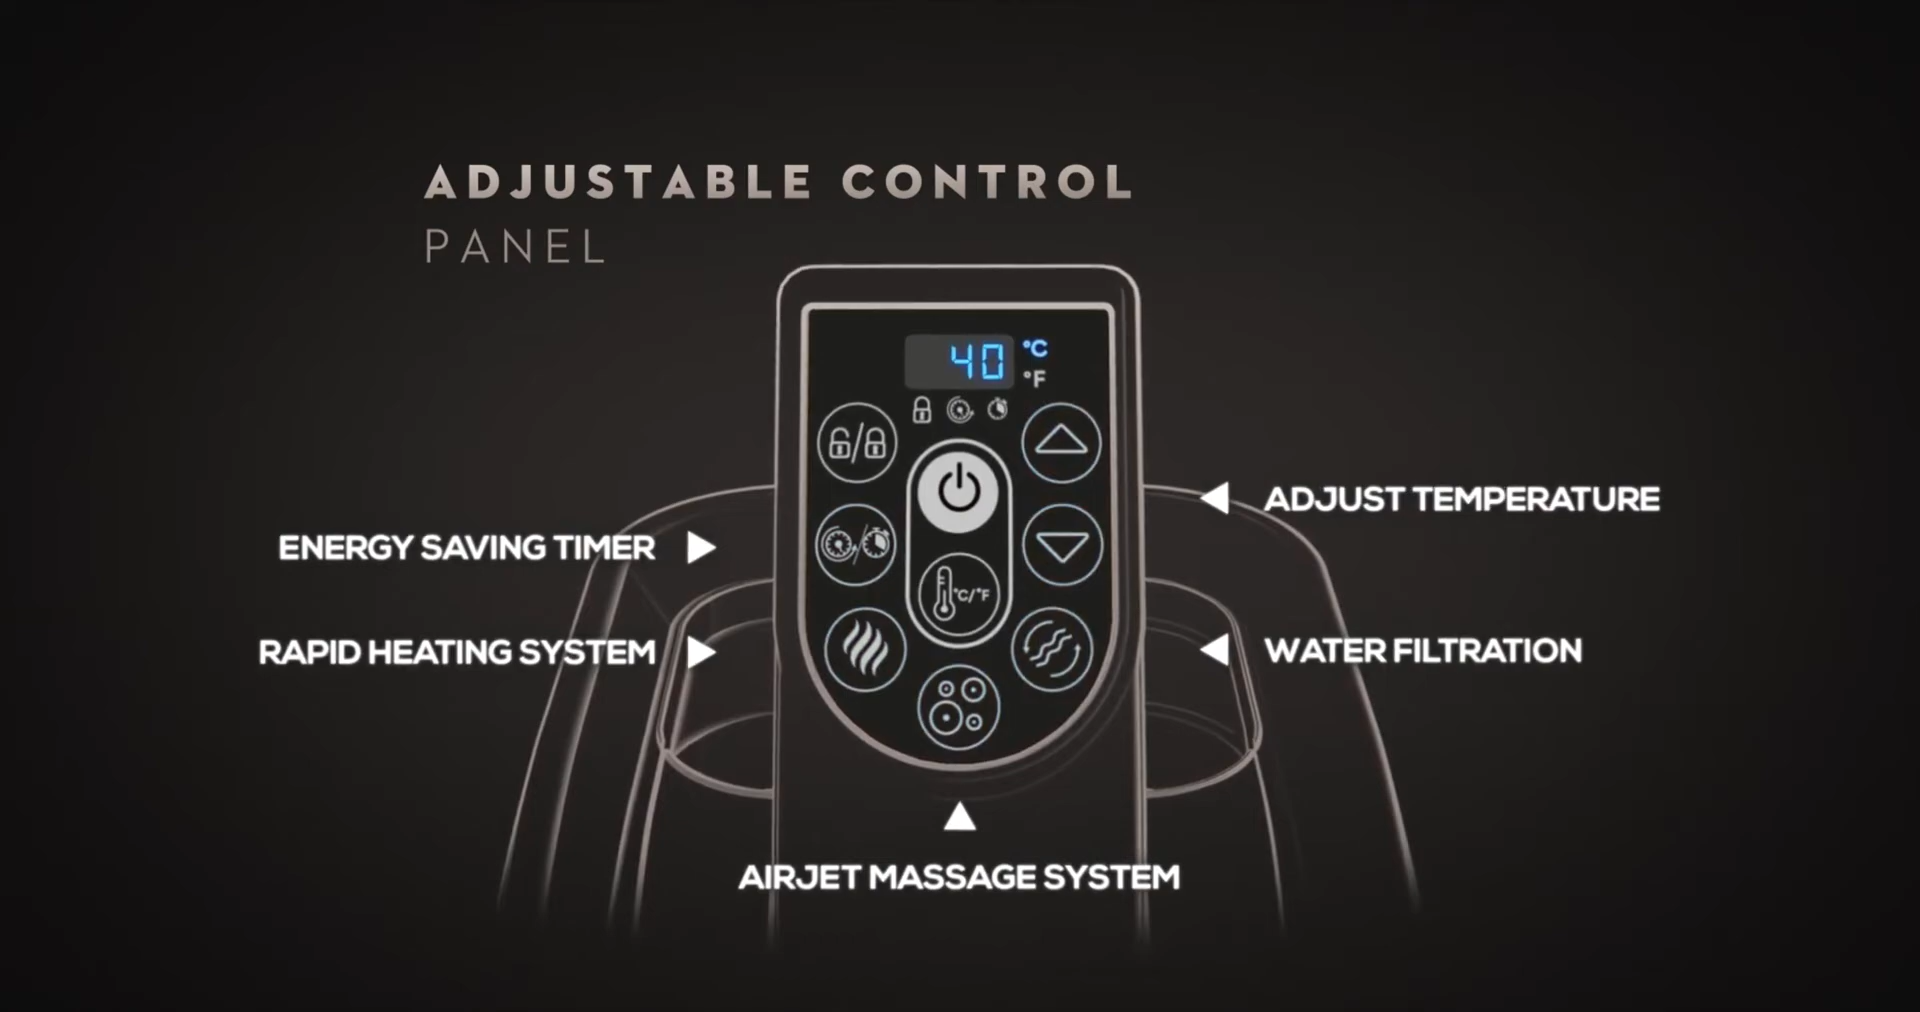 ADJUSTABLE CONTROL
PANEL
40 °C
°F
ADJUST TEMPERATURE
ENERGY SAVING TIMER
°C/°F
RAPID HEATING SYSTEM
WATER FILTRATION
AIRJET MASSAGE SYSTEM